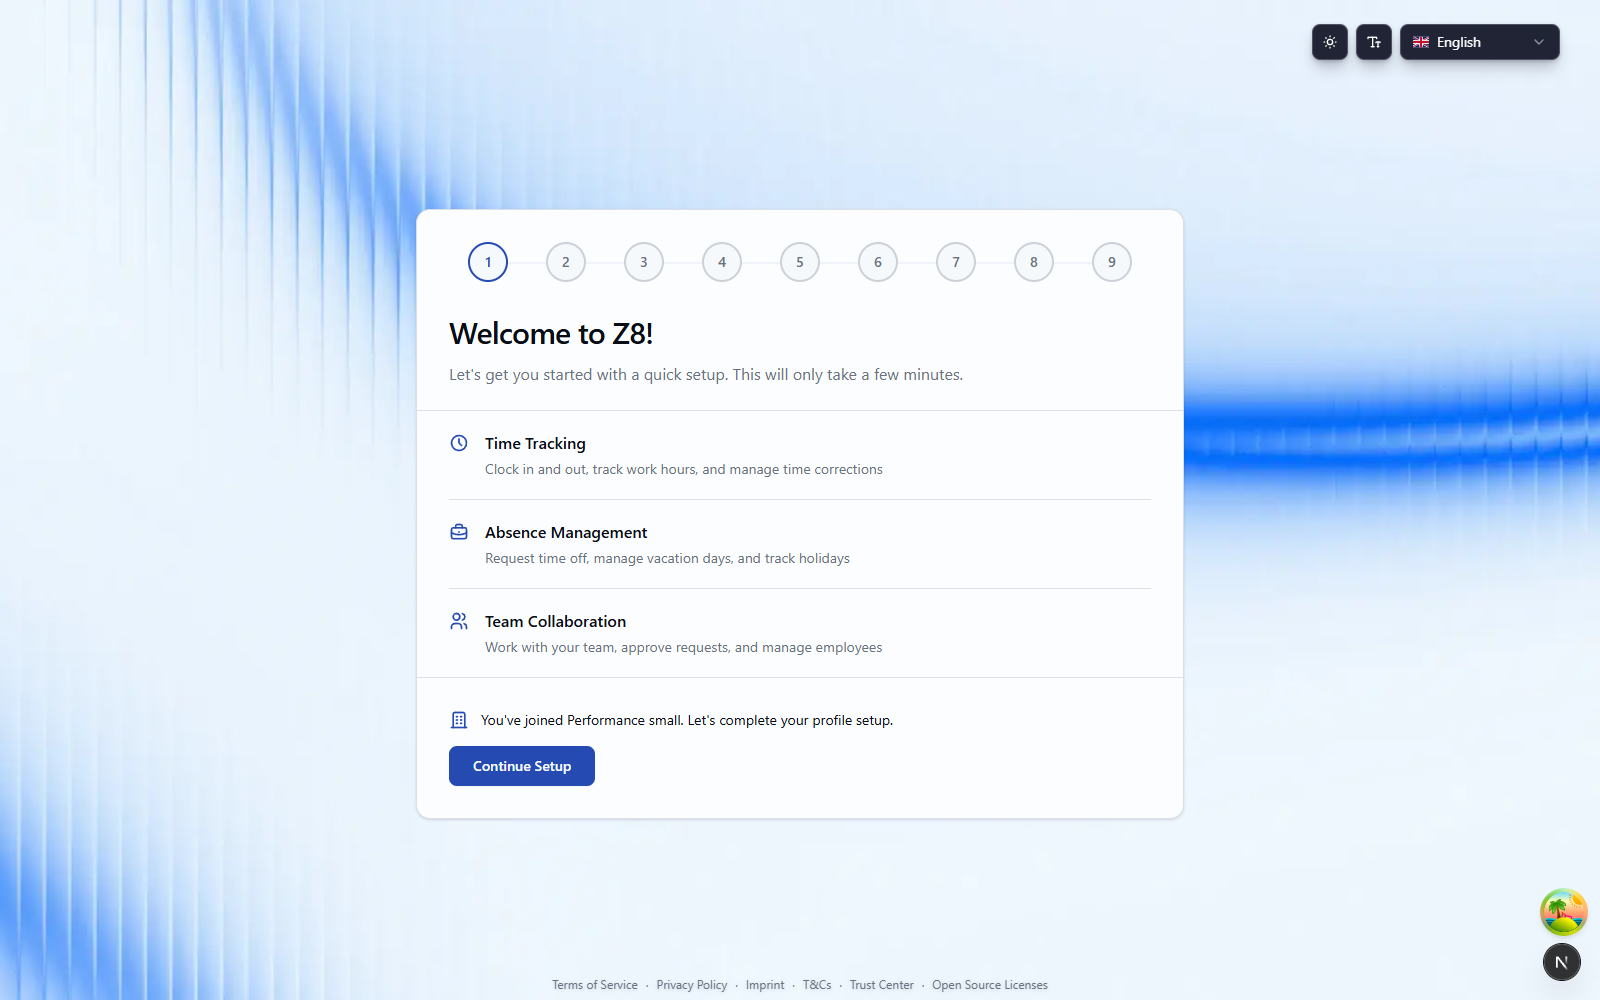 English
1 2 3 4 5 6 7 8 9
Welcome to Z8!
Let's get you started with a quick setup. This will only take a few minutes.
Time Tracking
Clock in and out, track work hours, and manage time corrections
Absence Management
Request time off, manage vacation days, and track holidays
Team Collaboration
Work with your team, approve requests, and manage employees
You've joined Performance small. Let's complete your profile setup.
Continue Setup
N
Terms of Service · Privacy Policy · Imprint · T&Cs · Trust Center · Open Source Licenses